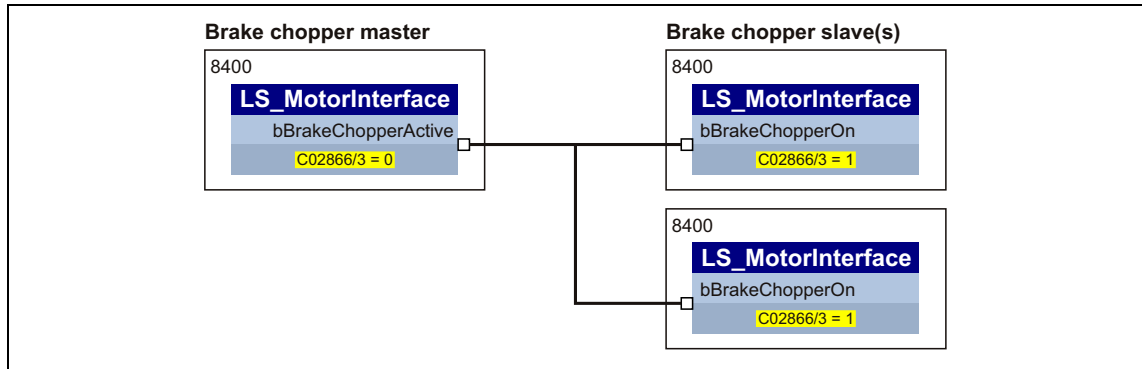 Brake chopper master
8400
LS_MotorInterface
bBrakeChopperActive
C02866/3 = 0
Brake chopper slave(s)
8400
LS_MotorInterface
bBrakeChopperOn
C02866/3 = 1
8400
LS_MotorInterface
bBrakeChopperOn
C02866/3 = 1